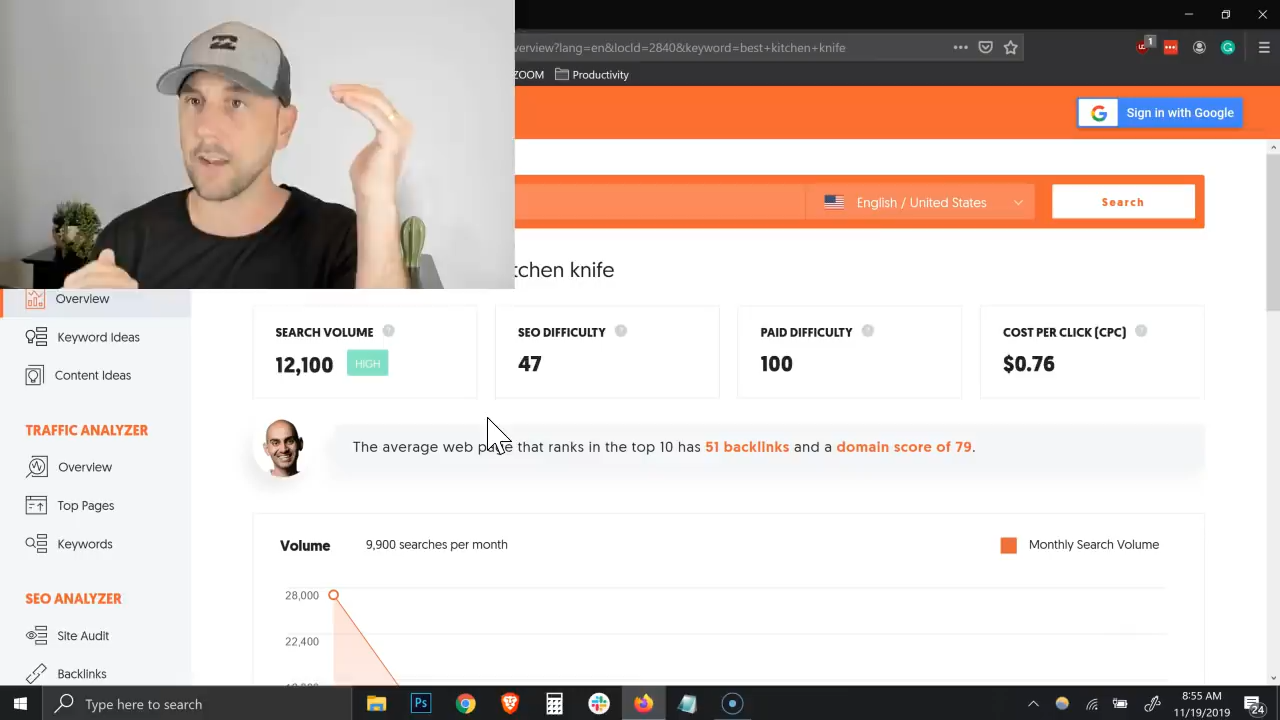 verview?lang=en&locId=2840&keyword=best+kitchen+knife
1
ZOOM
Productivity
G
Sign in with Google
English / United States
Search
tchen knife
Overview
Keyword Ideas
Content Ideas
TRAFFIC ANALYZER
Overview
Top Pages
Keywords
SEO ANALYZER
Site Audit
Backlinks
SEARCH VOLUME ?
12,100 HIGH
SEO DIFFICULTY ?
47
PAID DIFFICULTY ?
100
COST PER CLICK (CPC) ?
$0.76
The average web page that ranks in the top 10 has 51 backlinks and a domain score of 79.
Volume 9,900 searches per month
Monthly Search Volume
28,000
22,400
Type here to search
Ps
8:55 AM
11/19/2019
24